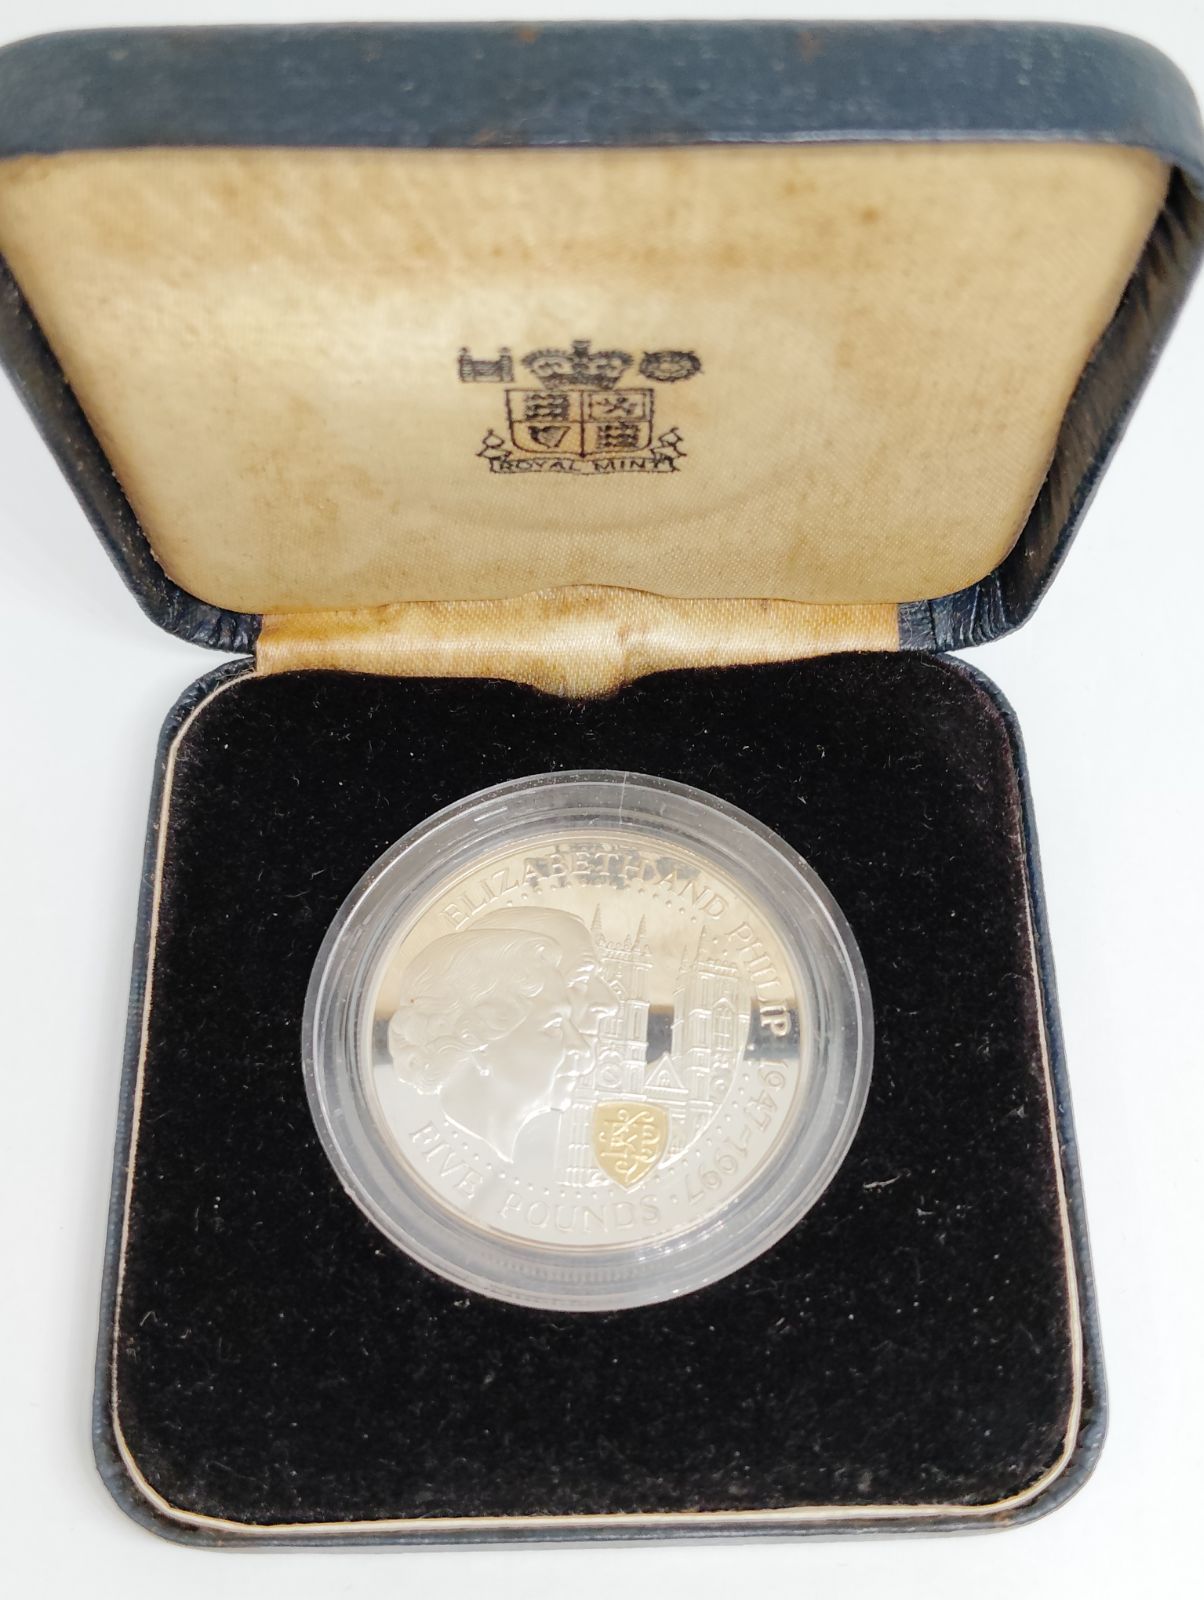 ROYAL MINT
ELIZABETH AND PHILIP 1947-1997
FIVE POUNDS